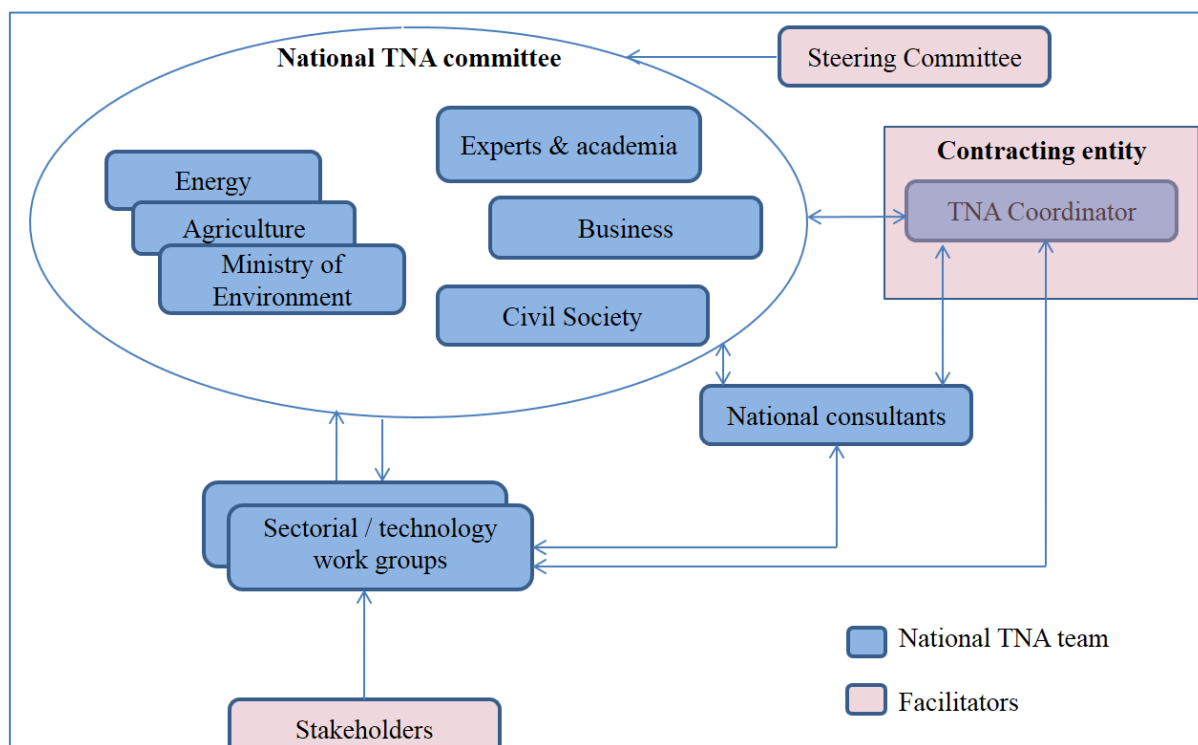 National TNA committee
Steering Committee
Experts & academia
Energy
Agriculture
Ministry of
Environment
Business
Civil Society
Contracting entity
TNA Coordinator
National consultants
Sectorial / technology
work groups
National TNA team
Facilitators
Stakeholders